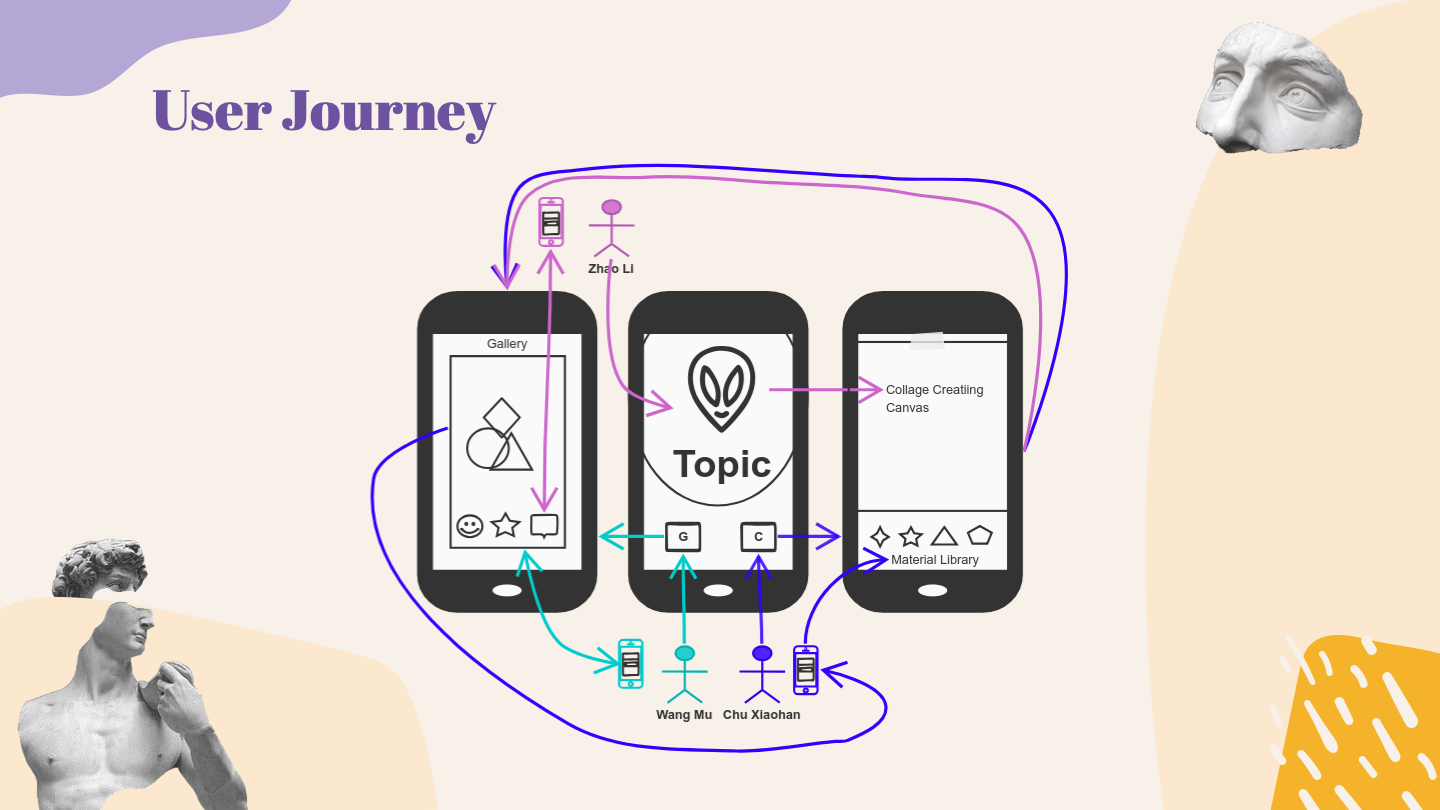 User Journey
Zhao Li
Gallery
Collage Creatiing
Canvas
Topic
G
C
Material Library
Wang Mu
Chu Xiaohan